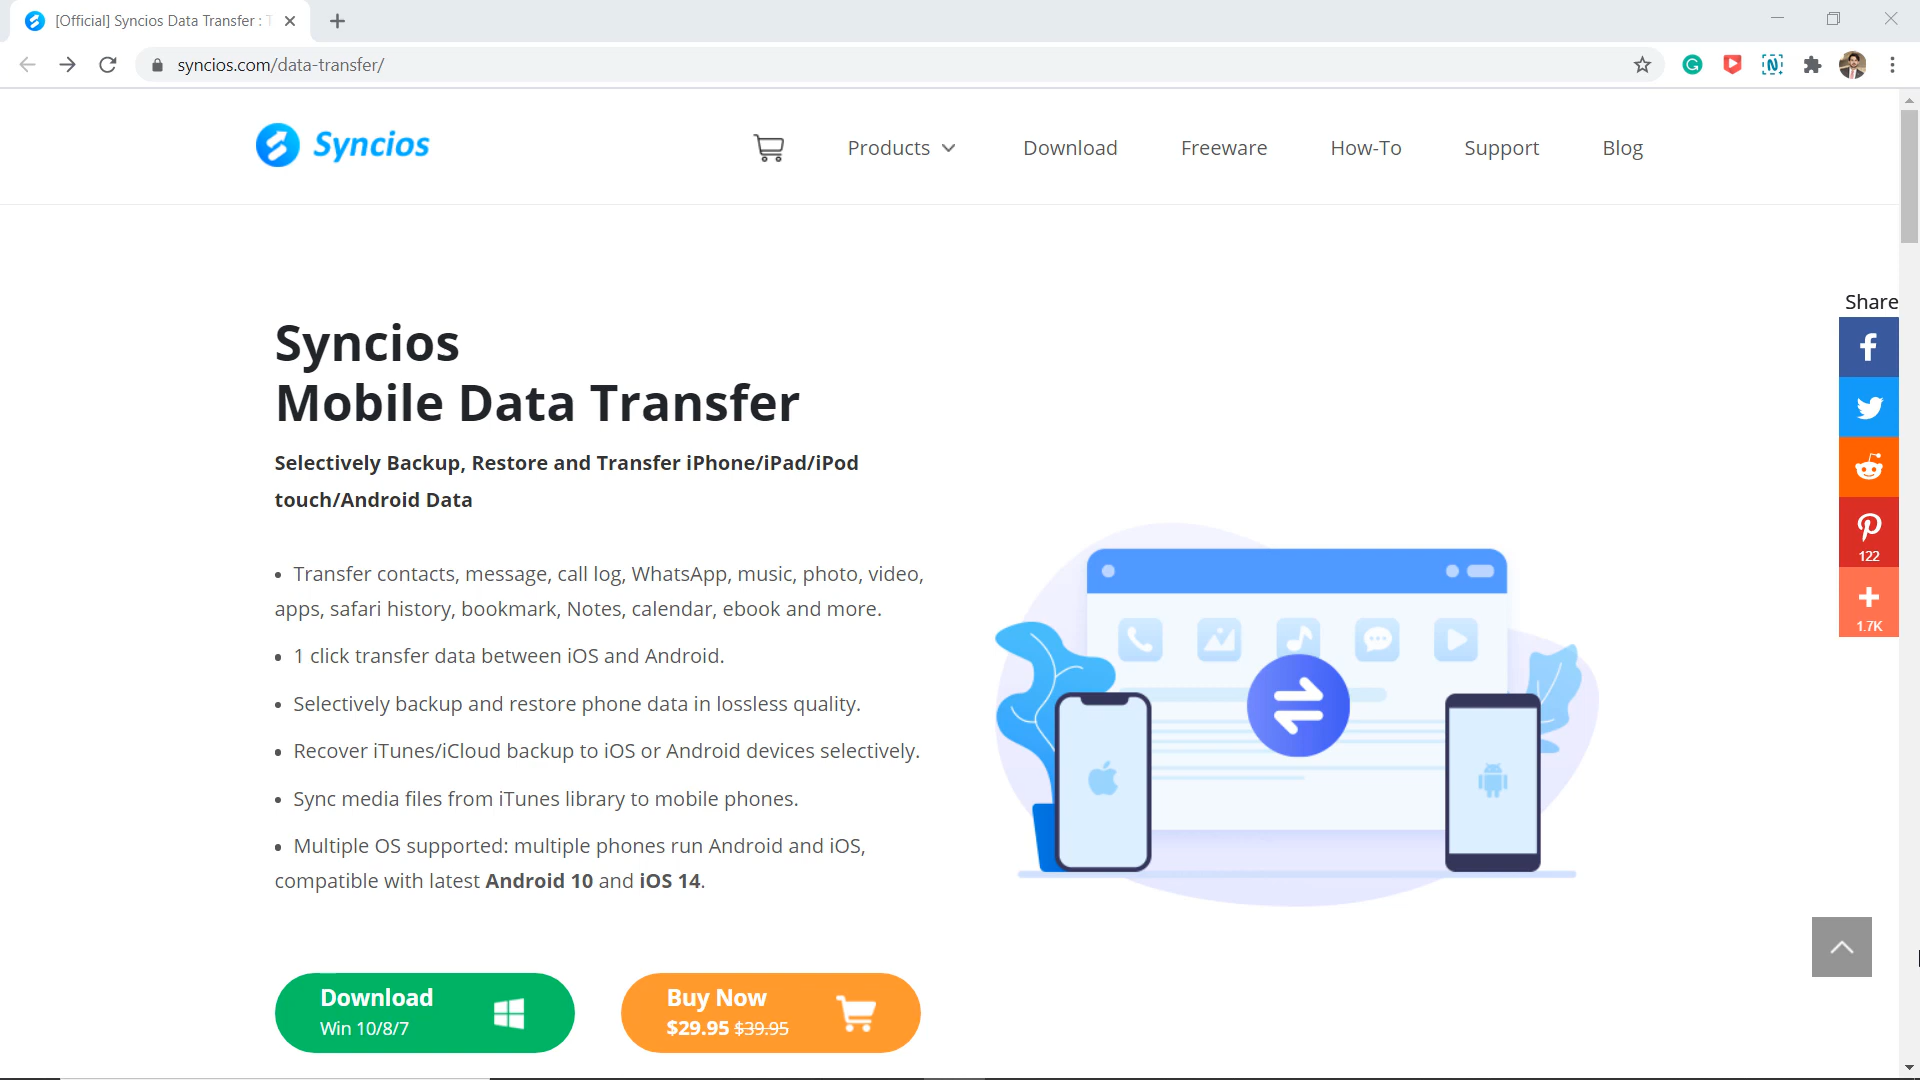 [Official] Syncios Data Transfer :
syncios.com/data-transfer/
Syncios
Products
Download
Freeware
How-To
Support
Blog
Share
Syncios
Mobile Data Transfer
Selectively Backup, Restore and Transfer iPhone/iPad/iPod
touch/Android Data
• Transfer contacts, message, call log, WhatsApp, music, photo, video,
apps, safari history, bookmark, Notes, calendar, ebook and more.
• 1 click transfer data between iOS and Android.
• Selectively backup and restore phone data in lossless quality.
• Recover iTunes/iCloud backup to iOS or Android devices selectively.
• Sync media files from iTunes library to mobile phones.
• Multiple OS supported: multiple phones run Android and iOS,
compatible with latest Android 10 and iOS 14.
122
1.7K
Download
Win 10/8/7
Buy Now
$29.95 $39.95